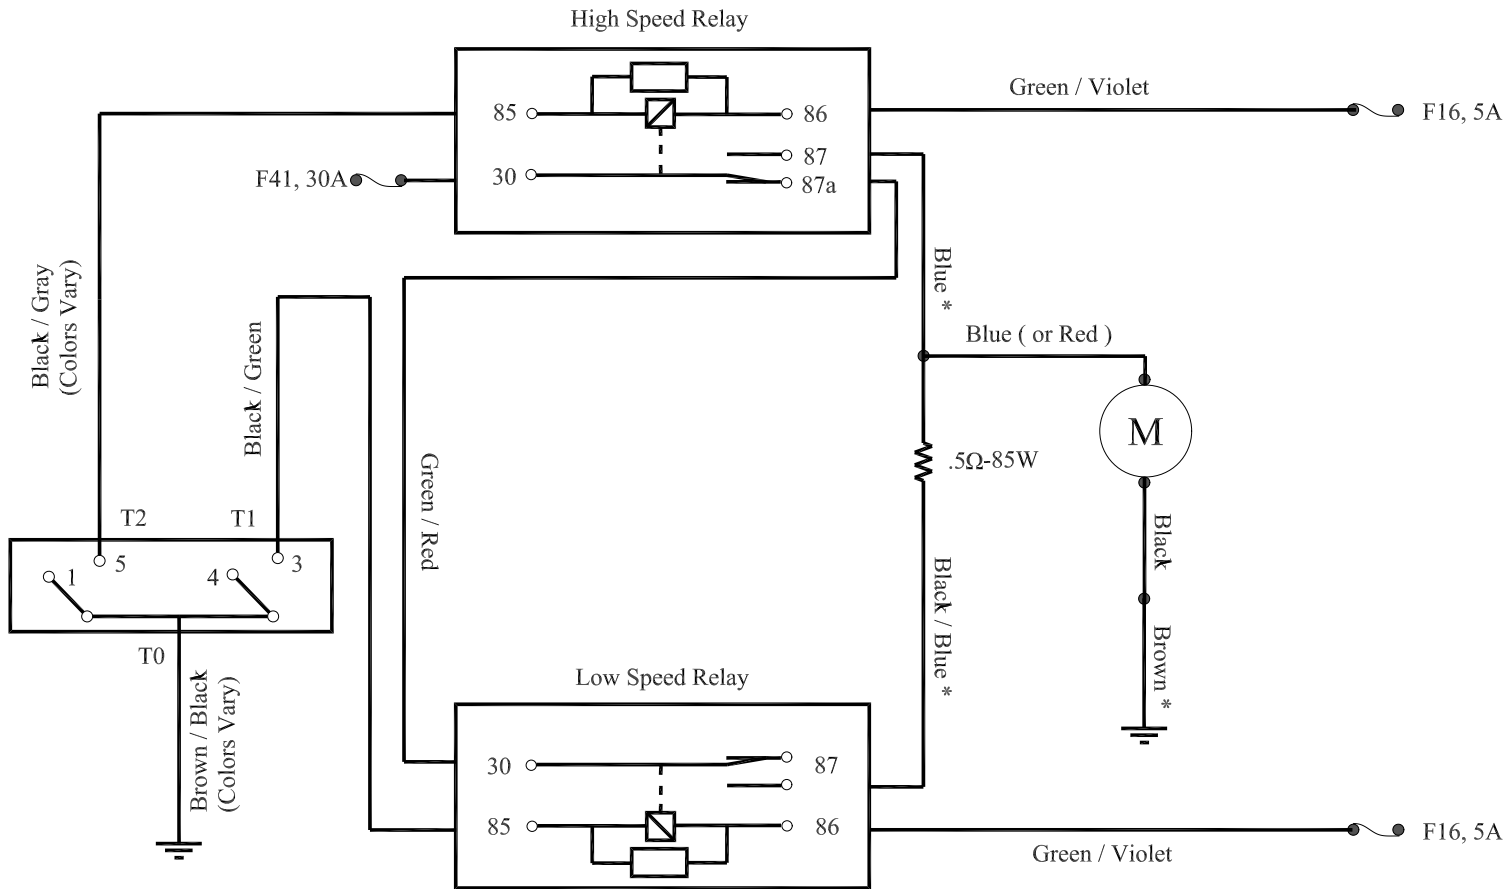 High Speed Relay
Green / Violet
85
86
F16, 5A
87
F41, 30A
30
87a
Black / Gray
(Colors Vary)
Blue *
Black / Green
Blue ( or Red )
M
Green / Red
.5Ω-85W
T2
T1
Black
5
3
1
4
Black / Blue *
Brown *
T0
Brown / Black
(Colors Vary)
Low Speed Relay
30
87
85
86
F16, 5A
Green / Violet